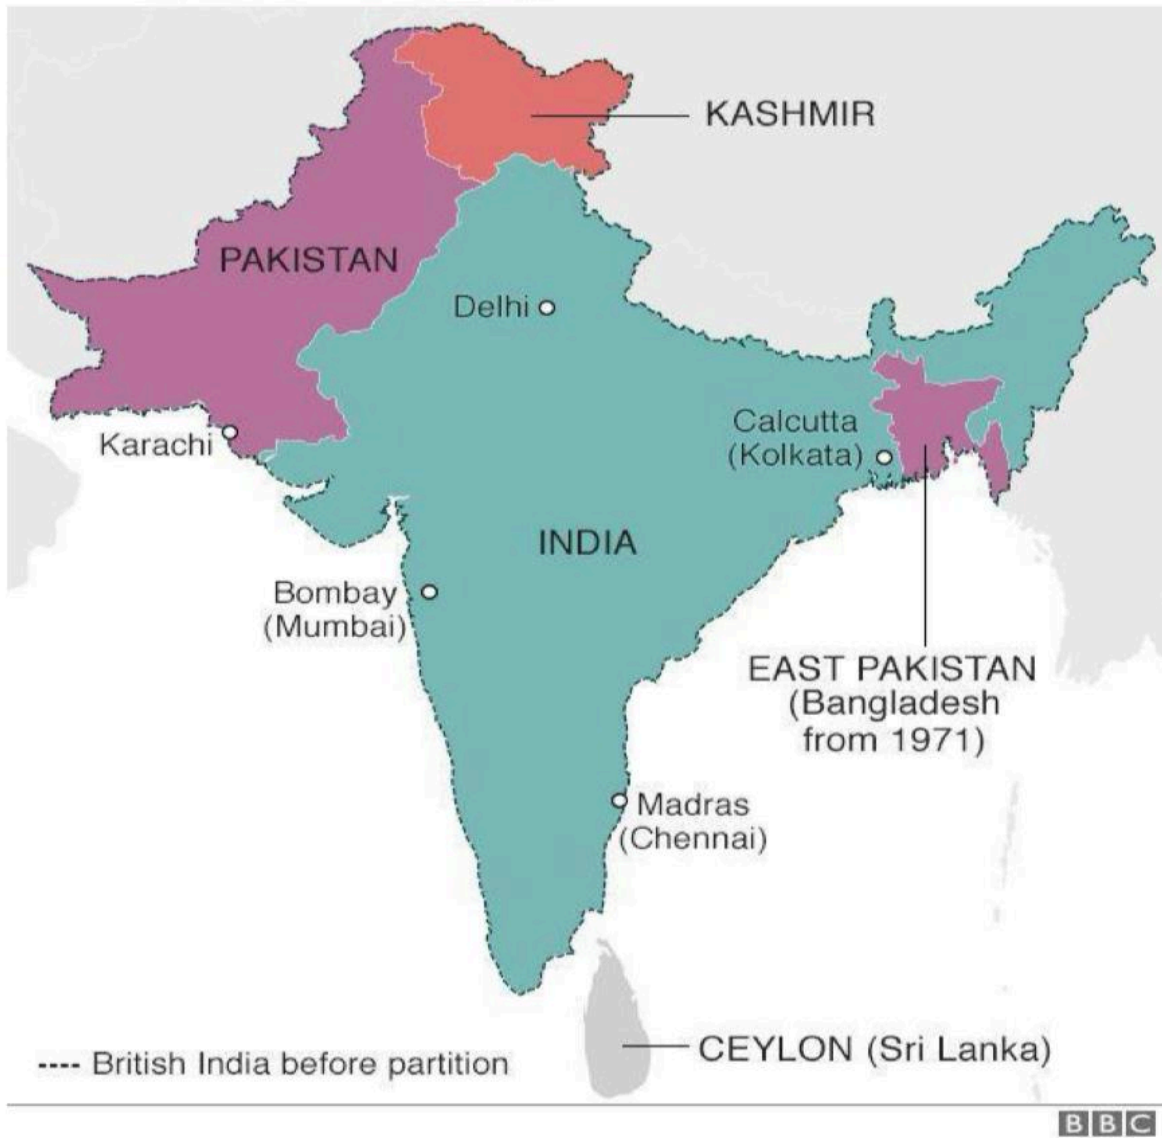 KASHMIR
PAKISTAN
Delhi
Karachi
Calcutta
(Kolkata)
INDIA
Bombay
(Mumbai)
EAST PAKISTAN
(Bangladesh
from 1971)
Madras
(Chennai)
CEYLON (Sri Lanka)
---- British India before partition
BBC